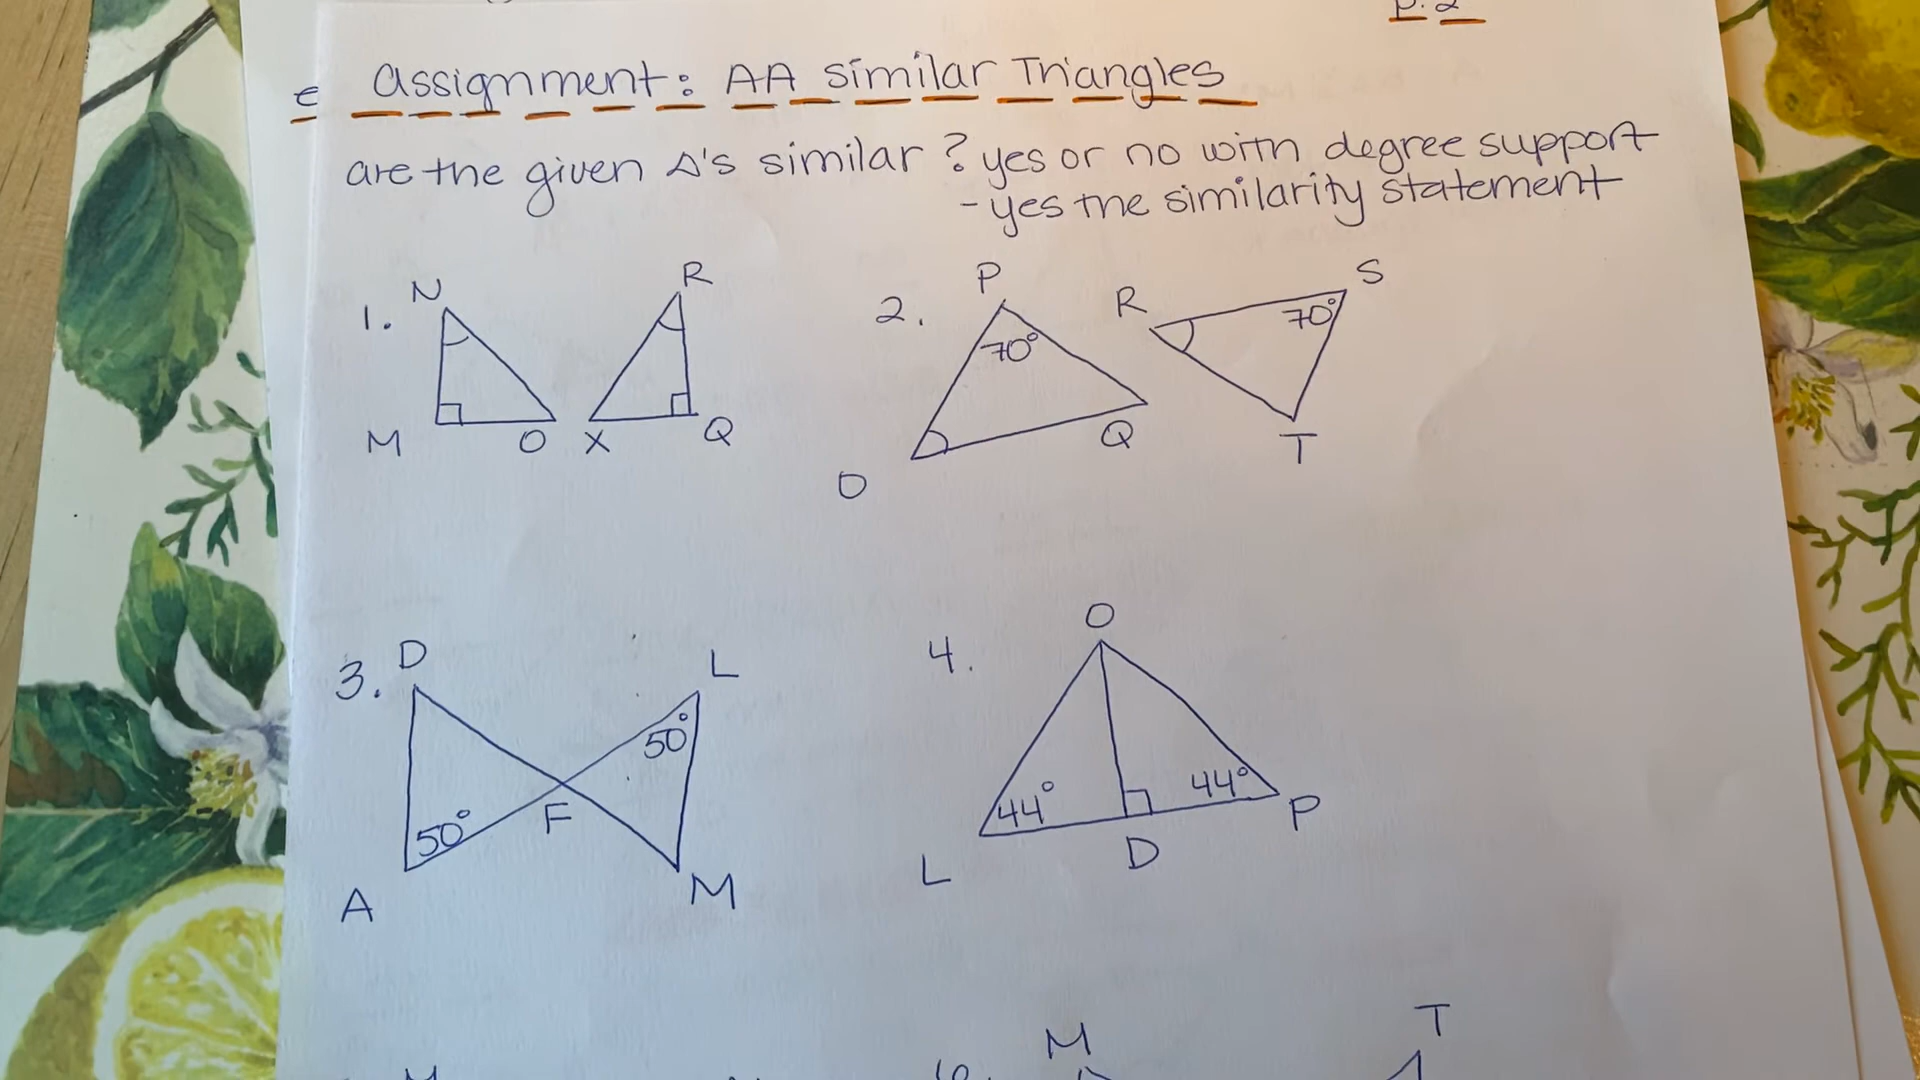 p. 2
e
Assignment: AA similar Triangles
are the given Δ's similar? yes or no with degree support
- yes the similarity statement
1.
N
M
O
R
X
Q
2.
P
70°
O
Q
R
S
70°
T
3.
D
L
50°
50°
F
A
M
4.
O
44°
44°
L
D
P
M
T